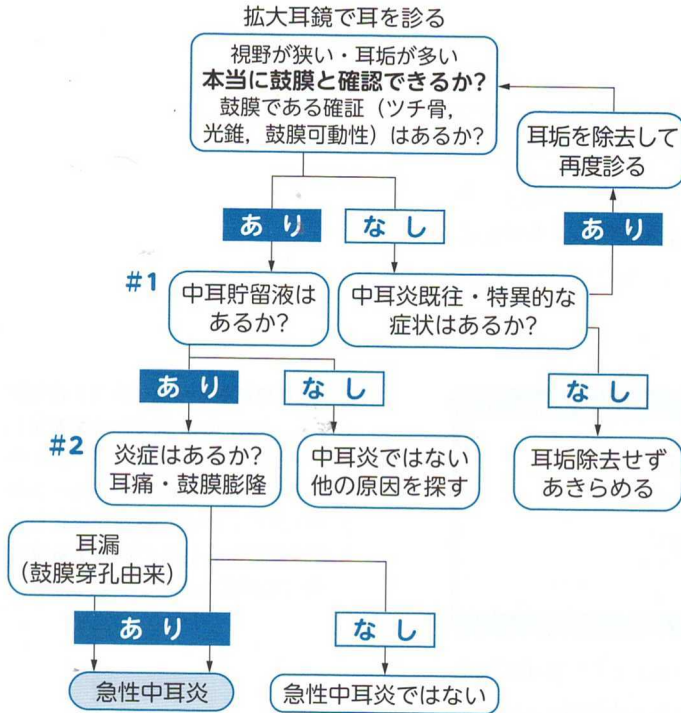 拡大耳鏡で耳を診る
視野が狭い・耳垢が多い
本当に鼓膜と確認できるか?
鼓膜である確証（ツチ骨,
光錐，鼓膜可動性）はあるか?
耳垢を除去して
再度診る
あり
なし
あり
#1
中耳貯留液は
あるか?
中耳炎既往・特異的な
症状はあるか?
あり
なし
なし
#2
炎症はあるか?
耳痛・鼓膜膨隆
中耳炎ではない
他の原因を探す
耳垢除去せず
あきらめる
耳漏
(鼓膜穿孔由来)
あり
なし
急性中耳炎
急性中耳炎ではない